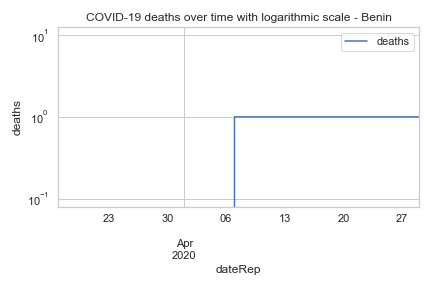 COVID-19 deaths over time with logarithmic scale - Benin
deaths
10¹
10⁰
10⁻¹
deaths
23 30 06 13 20 27
Apr
2020
dateRep